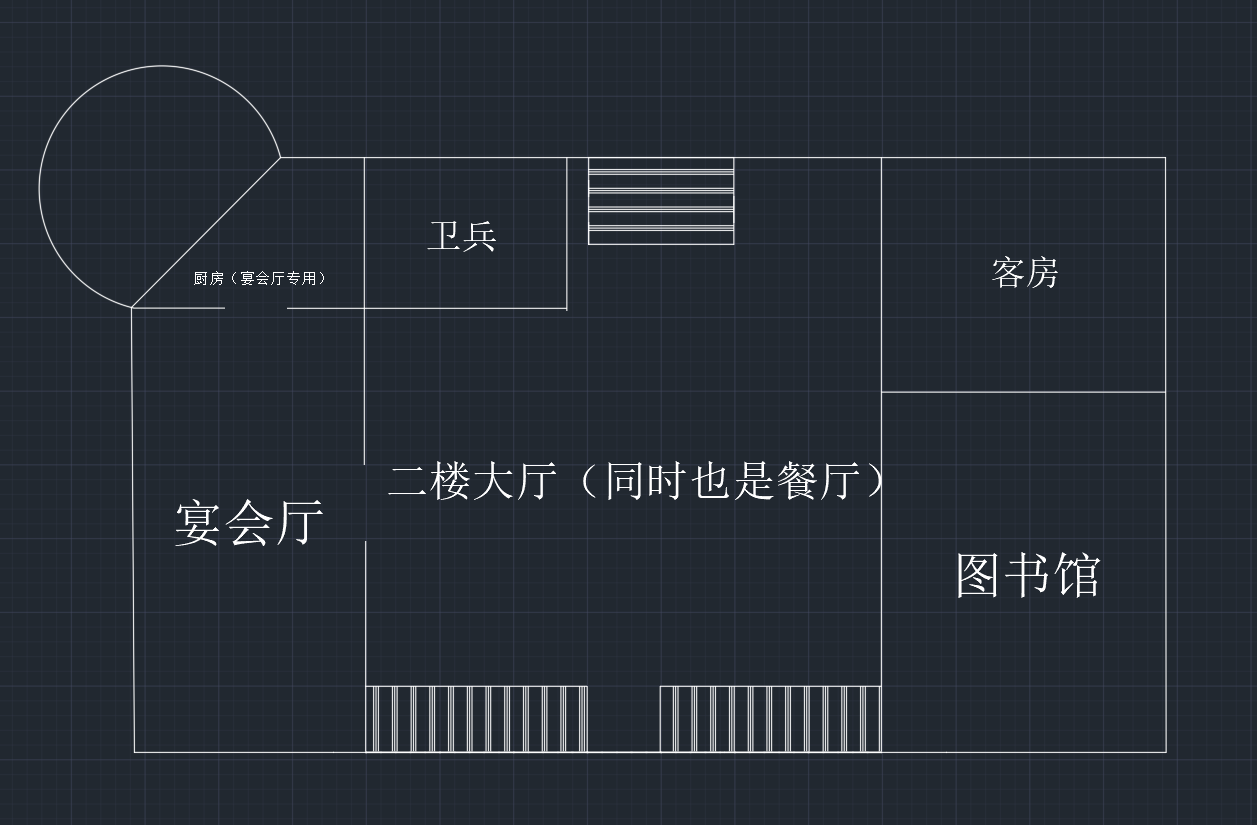 卫兵
客房
厨房（宴会厅专用）
二楼大厅（同时也是餐厅）
宴会厅
图书馆